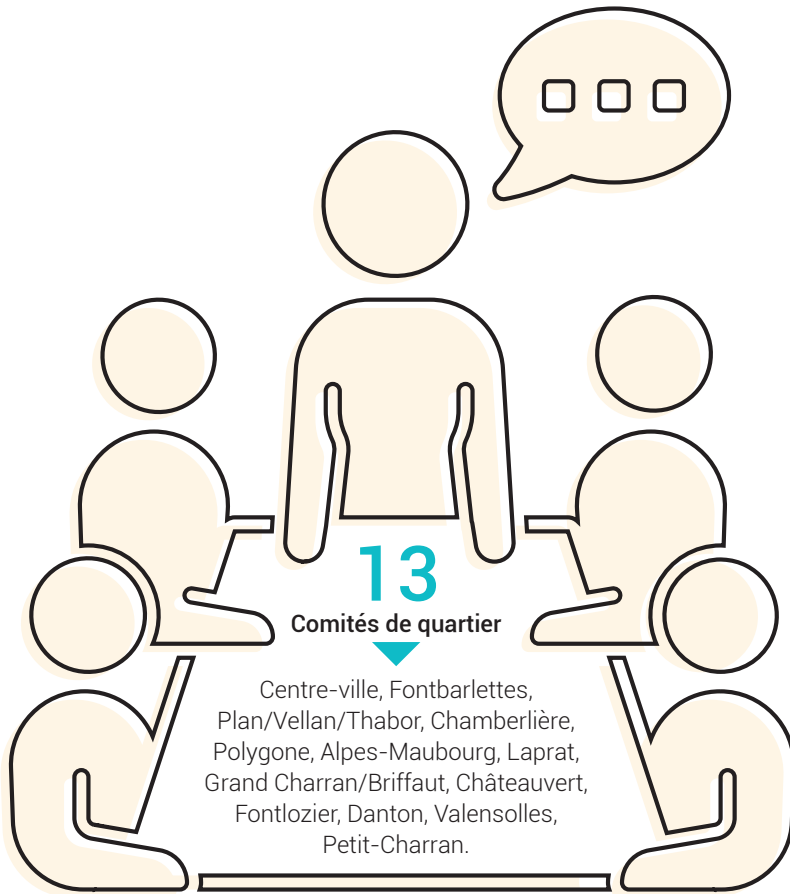 13
Comités de quartier
Centre-ville, Fontbarlettes,
Plan/Vellan/Thabor, Chamberlière,
Polygone, Alpes-Maubourg, Laprat,
Grand Charran/Briffaut, Châteauvert,
Fontlozier, Danton, Valensolles,
Petit-Charran.